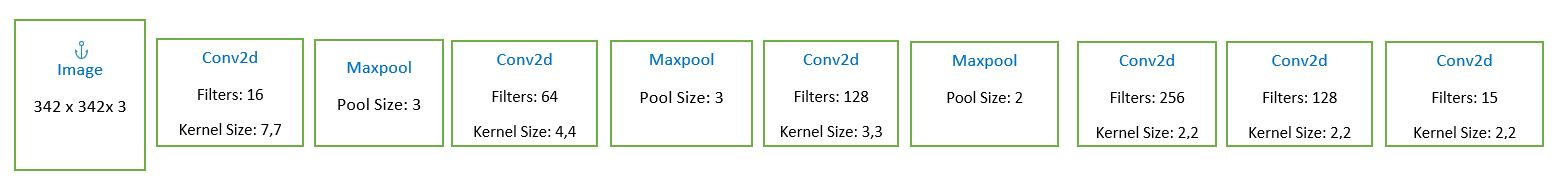 Image
342 x 342x 3
Conv2d
Filters: 16
Kernel Size: 7,7
Maxpool
Pool Size: 3
Conv2d
Filters: 64
Kernel Size: 4,4
Maxpool
Pool Size: 3
Conv2d
Filters: 128
Kernel Size: 3,3
Maxpool
Pool Size: 2
Conv2d
Filters: 256
Kernel Size: 2,2
Conv2d
Filters: 128
Kernel Size: 2,2
Conv2d
Filters: 15
Kernel Size: 2,2